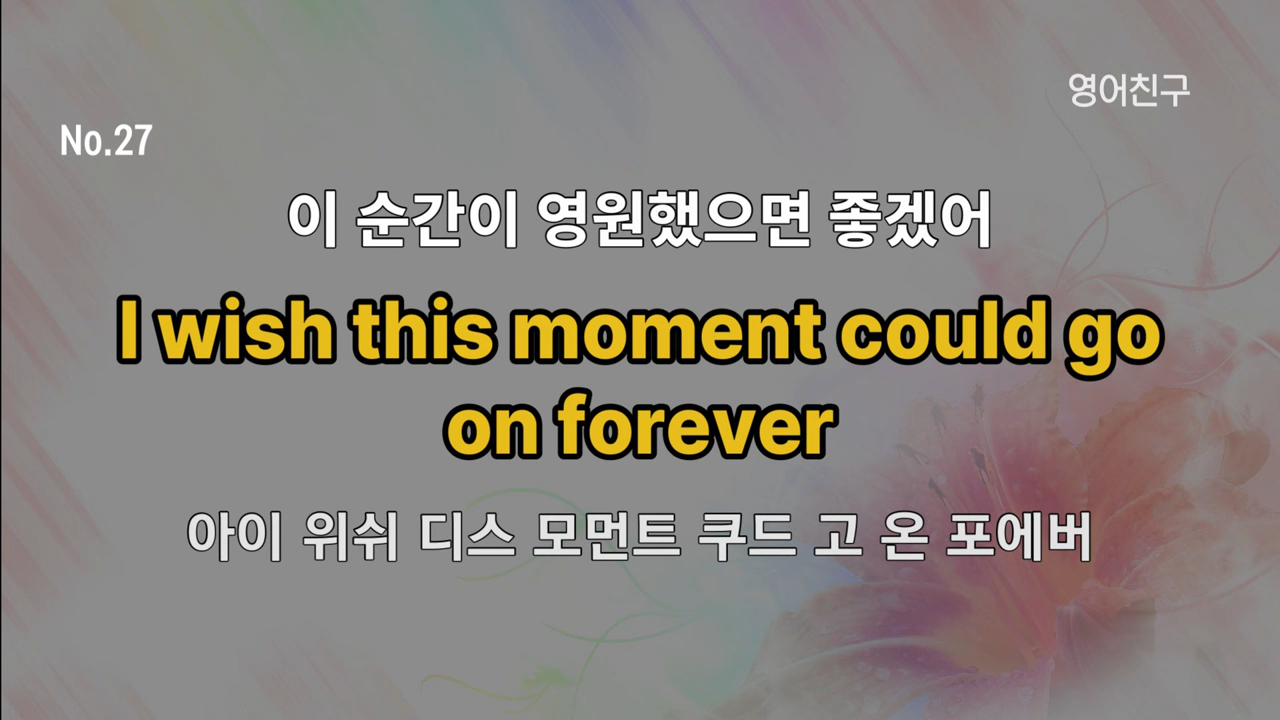 영어친구
No.27
이 순간이 영원했으면 좋겠어
I wish this moment could go
on forever
아이 위쉬 디스 모먼트 쿠드 고 온 포에버